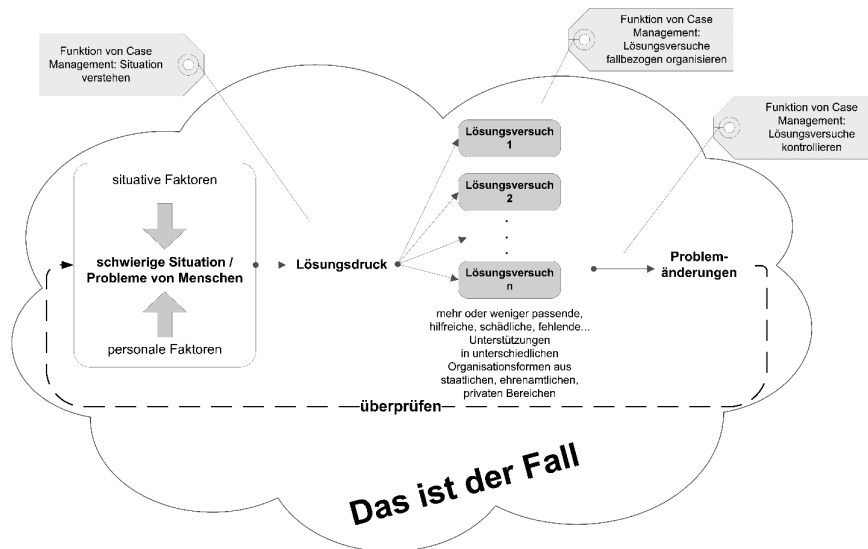 Funktion von Case
Management: Situation
verstehen
Funktion von Case
Management:
Lösungsversuche
fallbezogen organisieren
Funktion von Case
Management:
Lösungsversuche
kontrollieren
situative Faktoren
schwierige Situation /
Probleme von Menschen
personale Faktoren
Lösungsdruck
Lösungsversuch
1
Lösungsversuch
2
Lösungsversuch
n
mehr oder weniger passende,
hilfreiche, schädliche, fehlende...
Unterstützungen
in unterschiedlichen
Organisationsformen aus
staatlichen, ehrenamtlichen,
privaten Bereichen
Problem-
änderungen
überprüfen
Das ist der Fall